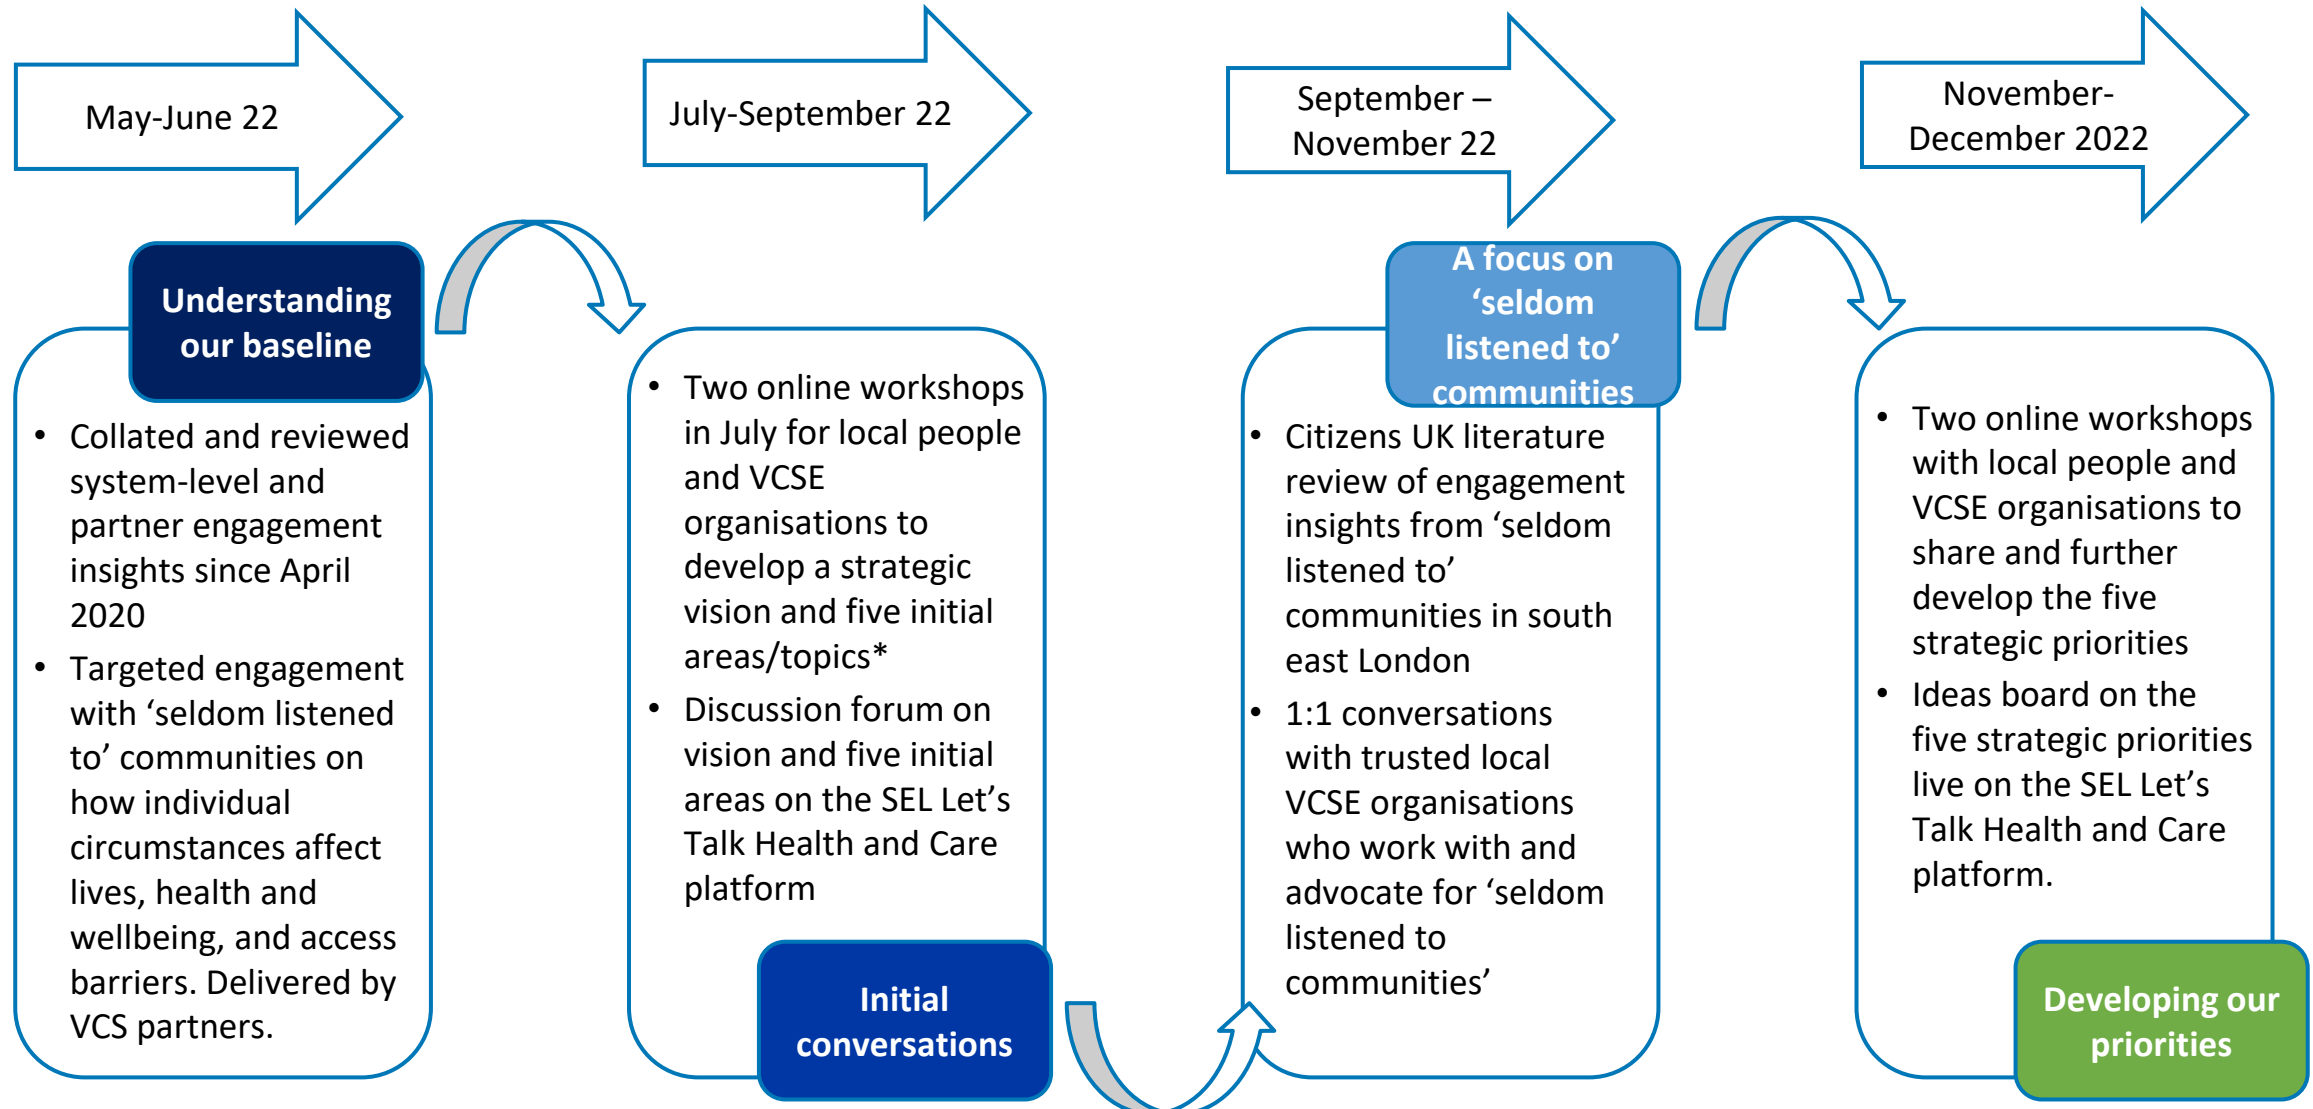 May-June 22
July-September 22
September –
November 22
November-
December 2022
Understanding
our baseline
• Collated and reviewed
system-level and
partner engagement
insights since April
2020
• Targeted engagement
with ‘seldom listened
to’ communities on
how individual
circumstances affect
lives, health and
wellbeing, and access
barriers. Delivered by
VCS partners.
• Two online workshops
in July for local people
and VCSE
organisations to
develop a strategic
vision and five initial
areas/topics*
• Discussion forum on
vision and five initial
areas on the SEL Let’s
Talk Health and Care
platform
Initial
conversations
A focus on
‘seldom
listened to’
communities
• Citizens UK literature
review of engagement
insights from ‘seldom
listened to’
communities in south
east London
• 1:1 conversations
with trusted local
VCSE organisations
who work with and
advocate for ‘seldom
listened to
communities’
• Two online workshops
with local people and
VCSE organisations to
share and further
develop the five
strategic priorities
• Ideas board on the
five strategic priorities
live on the SEL Let’s
Talk Health and Care
platform.
Developing our
priorities